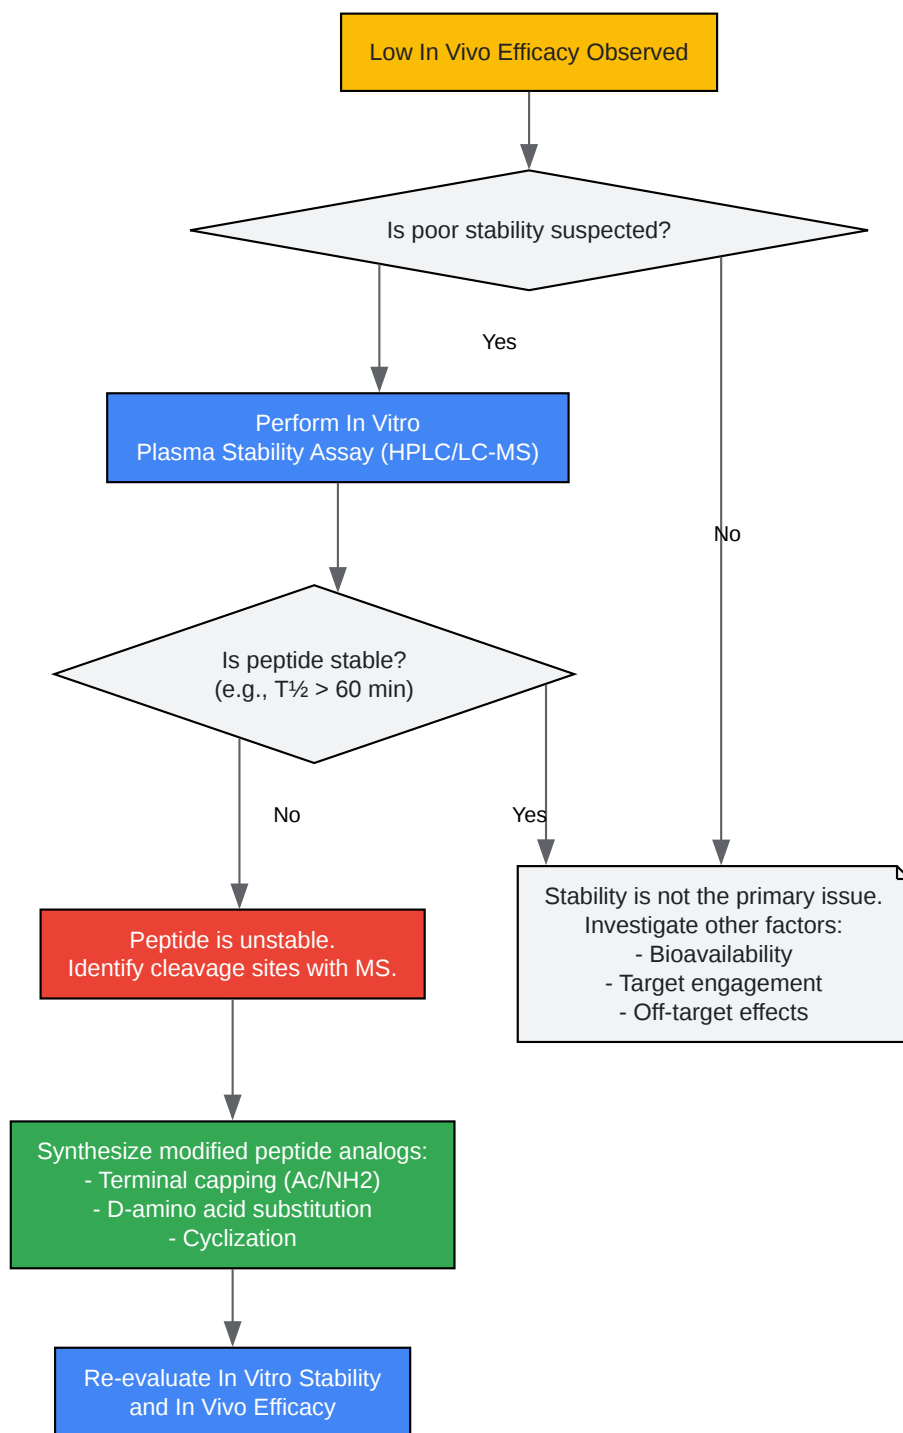 Low In Vivo Efficacy Observed
Is poor stability suspected?
Yes
Perform In Vitro
Plasma Stability Assay (HPLC/LC-MS)
No
Is peptide stable?
(e.g., T½ > 60 min)
No
Yes
Stability is not the primary issue.
Investigate other factors:
- Bioavailability
- Target engagement
- Off-target effects
Peptide is unstable.
Identify cleavage sites with MS.
Synthesize modified peptide analogs:
- Terminal capping (Ac/NH2)
- D-amino acid substitution
- Cyclization
Re-evaluate In Vitro Stability
and In Vivo Efficacy